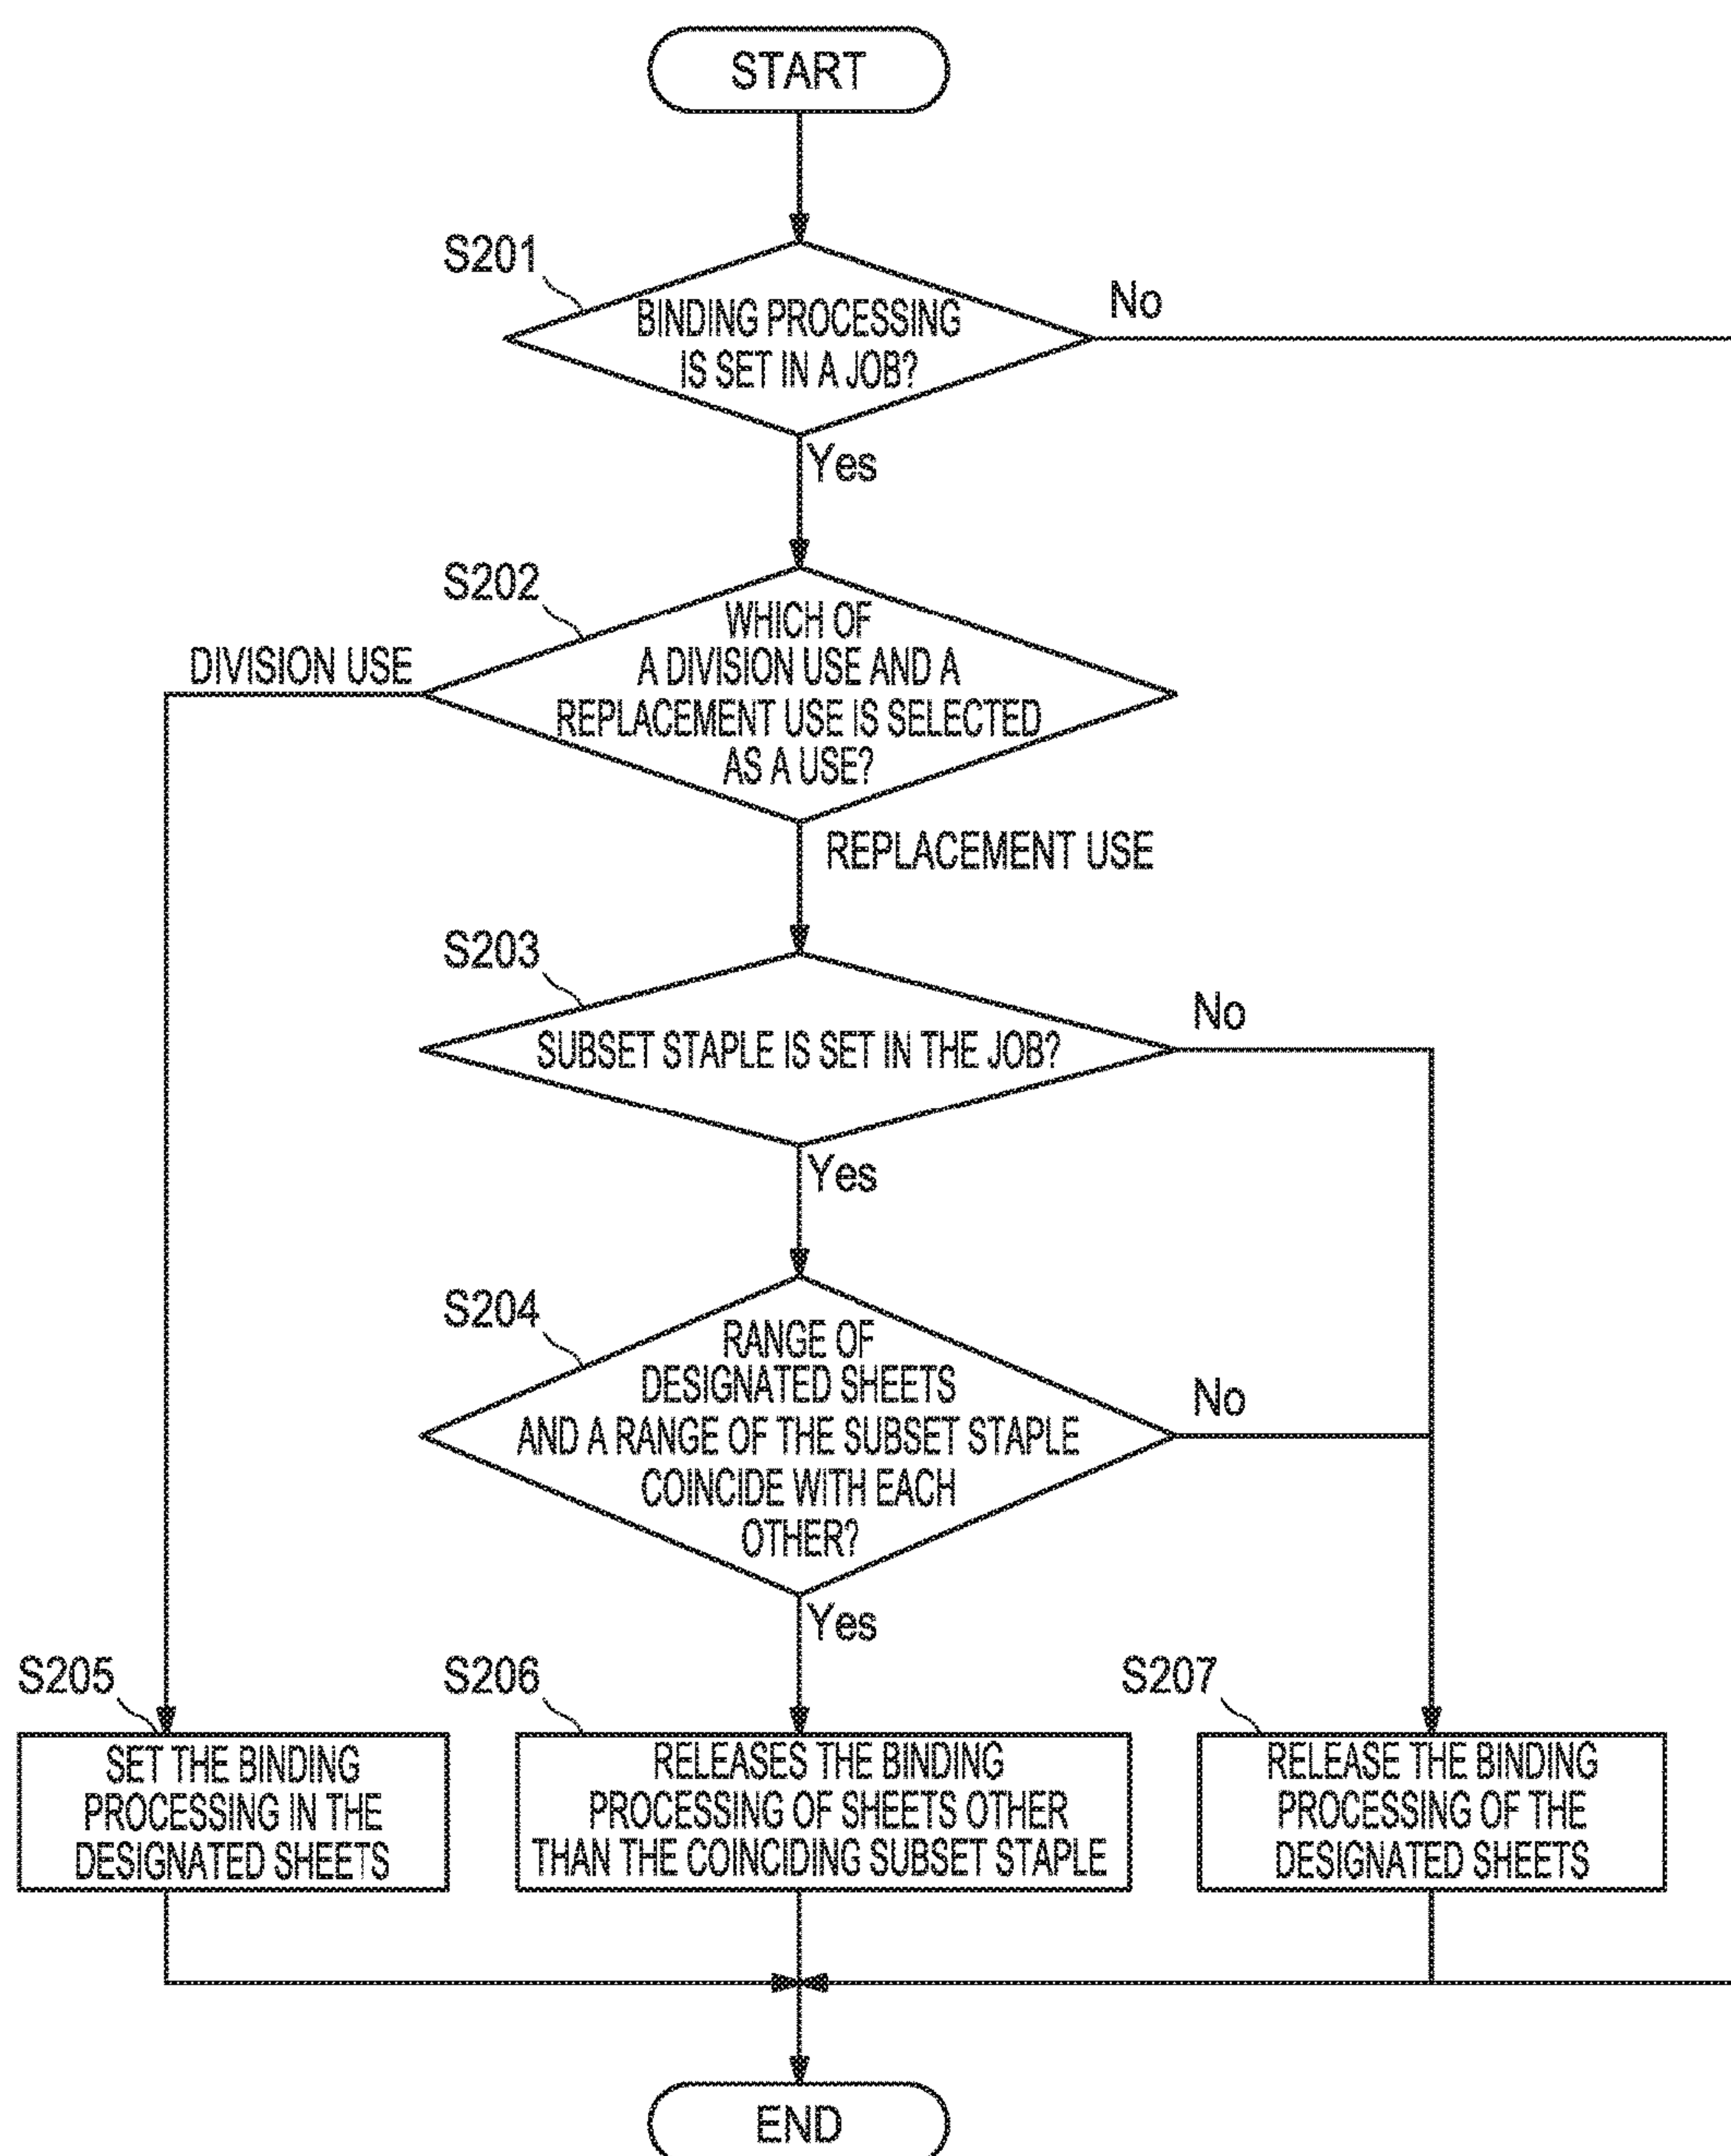 START
S201
No
BINDING PROCESSING
IS SET IN A JOB?
Yes
S202
WHICH OF
A DIVISION USE AND A
REPLACEMENT USE IS SELECTED
AS A USE?
DIVISION USE
REPLACEMENT USE
S203
No
SUBSET STAPLE IS SET IN THE JOB?
Yes
S204
RANGE OF
DESIGNATED SHEETS
AND A RANGE OF THE SUBSET STAPLE
COINCIDE WITH EACH
OTHER?
No
Yes
S205
SET THE BINDING
PROCESSING IN THE
DESIGNATED SHEETS
S206
RELEASES THE BINDING
PROCESSING OF SHEETS OTHER
THAN THE COINCIDING SUBSET STAPLE
S207
RELEASE THE BINDING
PROCESSING OF THE
DESIGNATED SHEETS
END